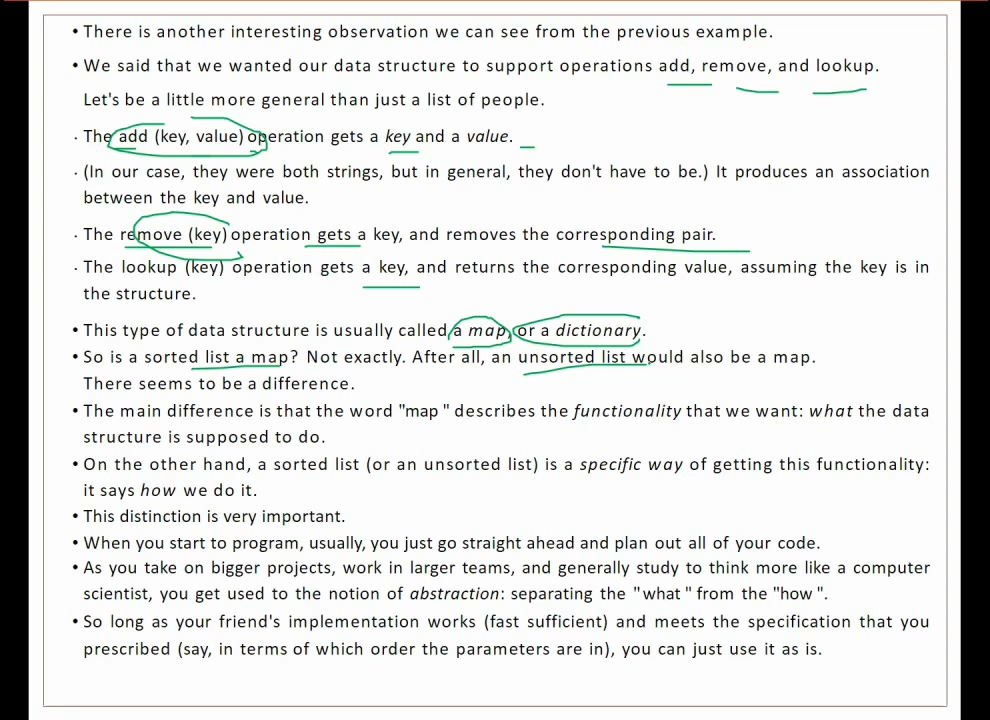 • There is another interesting observation we can see from the previous example.
• We said that we wanted our data structure to support operations add, remove, and lookup.
Let's be a little more general than just a list of people.
· The add (key, value) operation gets a key and a value.
· (In our case, they were both strings, but in general, they don't have to be.) It produces an association
between the key and value.
· The remove (key) operation gets a key, and removes the corresponding pair.
· The lookup (key) operation gets a key, and returns the corresponding value, assuming the key is in
the structure.
• This type of data structure is usually called a map, or a dictionary.
• So is a sorted list a map? Not exactly. After all, an unsorted list would also be a map.
There seems to be a difference.
• The main difference is that the word "map " describes the functionality that we want: what the data
structure is supposed to do.
• On the other hand, a sorted list (or an unsorted list) is a specific way of getting this functionality:
it says how we do it.
• This distinction is very important.
• When you start to program, usually, you just go straight ahead and plan out all of your code.
• As you take on bigger projects, work in larger teams, and generally study to think more like a computer
scientist, you get used to the notion of abstraction: separating the "what " from the "how ".
• So long as your friend's implementation works (fast sufficient) and meets the specification that you
prescribed (say, in terms of which order the parameters are in), you can just use it as is.